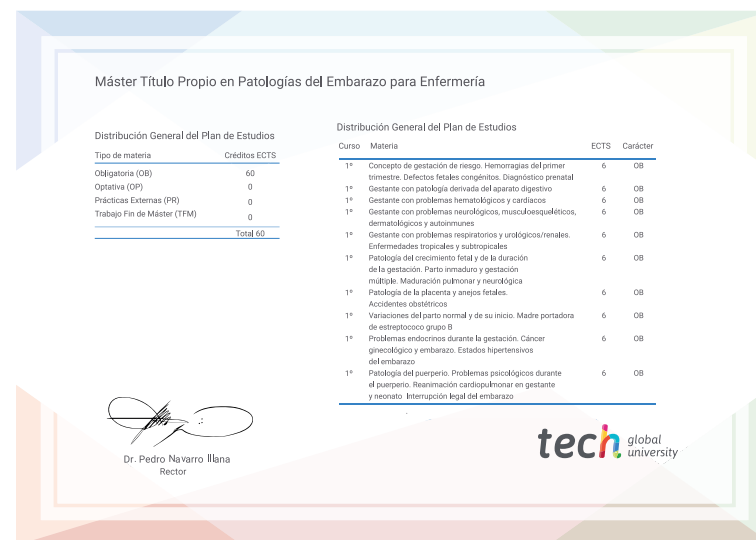 Máster Título Propio en Patologías del Embarazo para Enfermería
Distribución General del Plan de Estudios
Tipo de materia Créditos ECTS
Obligatoria (OB) 60
Optativa (OP) 0
Prácticas Externas (PR) 0
Trabajo Fin de Máster (TFM) 0
Total 60
Distribución General del Plan de Estudios
Curso Materia ECTS Carácter
1º Concepto de gestación de riesgo. Hemorragias del primer 6 OB
trimestre. Defectos fetales congénitos. Diagnóstico prenatal
1º Gestante con patología derivada del aparato digestivo 6 OB
1º Gestante con problemas hematológicos y cardíacos 6 OB
1º Gestante con problemas neurológicos, musculoesqueléticos, 6 OB
dermatológicos y autoinmunes
1º Gestante con problemas respiratorios y urológicos/renales. 6 OB
Enfermedades tropicales y subtropicales
1º Patología del crecimiento fetal y de la duración 6 OB
de la gestación. Parto inmaduro y gestación
múltiple. Maduración pulmonar y neurológica
1º Patología de la placenta y anejos fetales. 6 OB
Accidentes obstétricos
1º Variaciones del parto normal y de su inicio. Madre portadora 6 OB
de estreptococo grupo B
1º Problemas endocrinos durante la gestación. Cáncer 6 OB
ginecológico y embarazo. Estados hipertensivos
del embarazo
1º Patología del puerperio. Problemas psicológicos durante 6 OB
el puerperio. Reanimación cardiopulmonar en gestante
y neonato Interrupción legal del embarazo
Dr. Pedro Navarro Illana
Rector
tech global
university